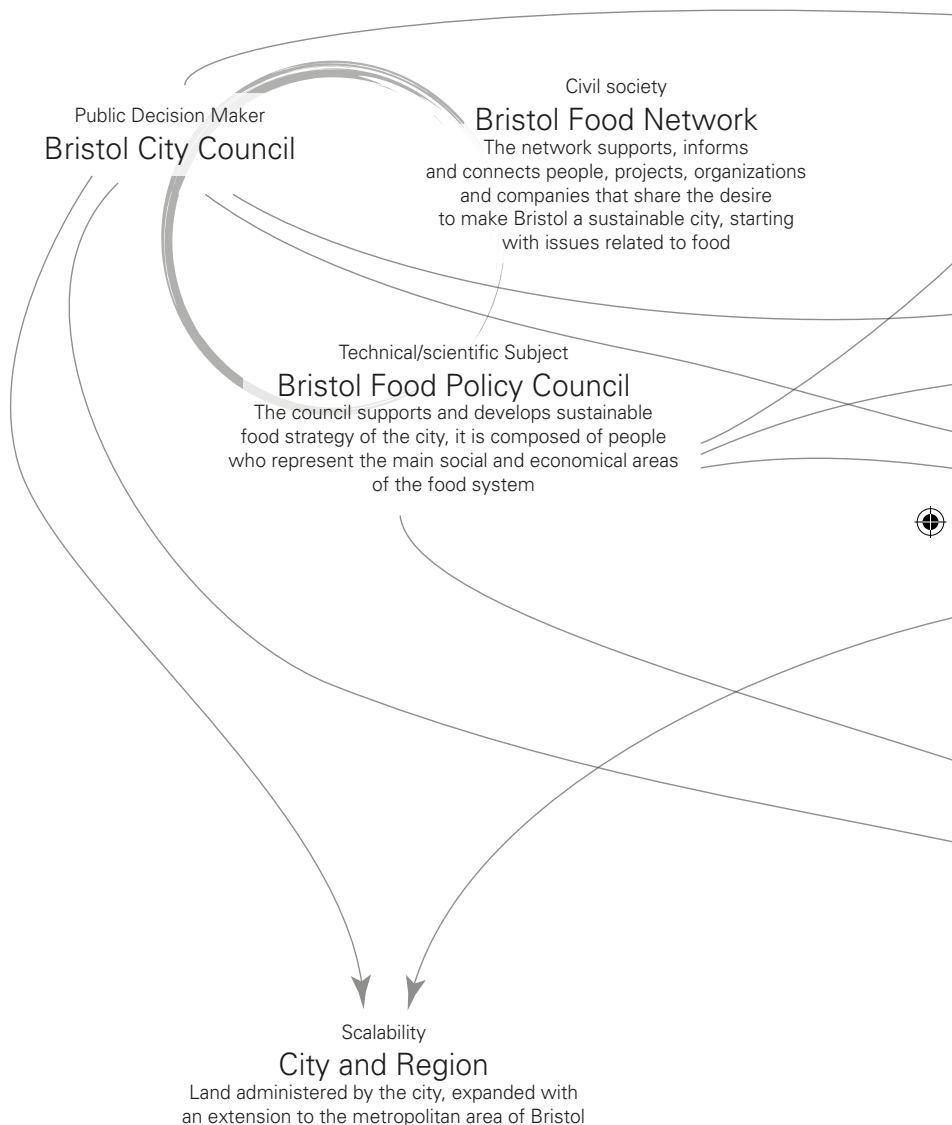 Public Decision Maker
Bristol City Council
Civil society
Bristol Food Network
The network supports, informs
and connects people, projects, organizations
and companies that share the desire
to make Bristol a sustainable city, starting
with issues related to food
Technical/scientific Subject
Bristol Food Policy Council
The council supports and develops sustainable
food strategy of the city, it is composed of people
who represent the main social and economical areas
of the food system
Scalability
City and Region
Land administered by the city, expanded with
an extension to the metropolitan area of Bristol